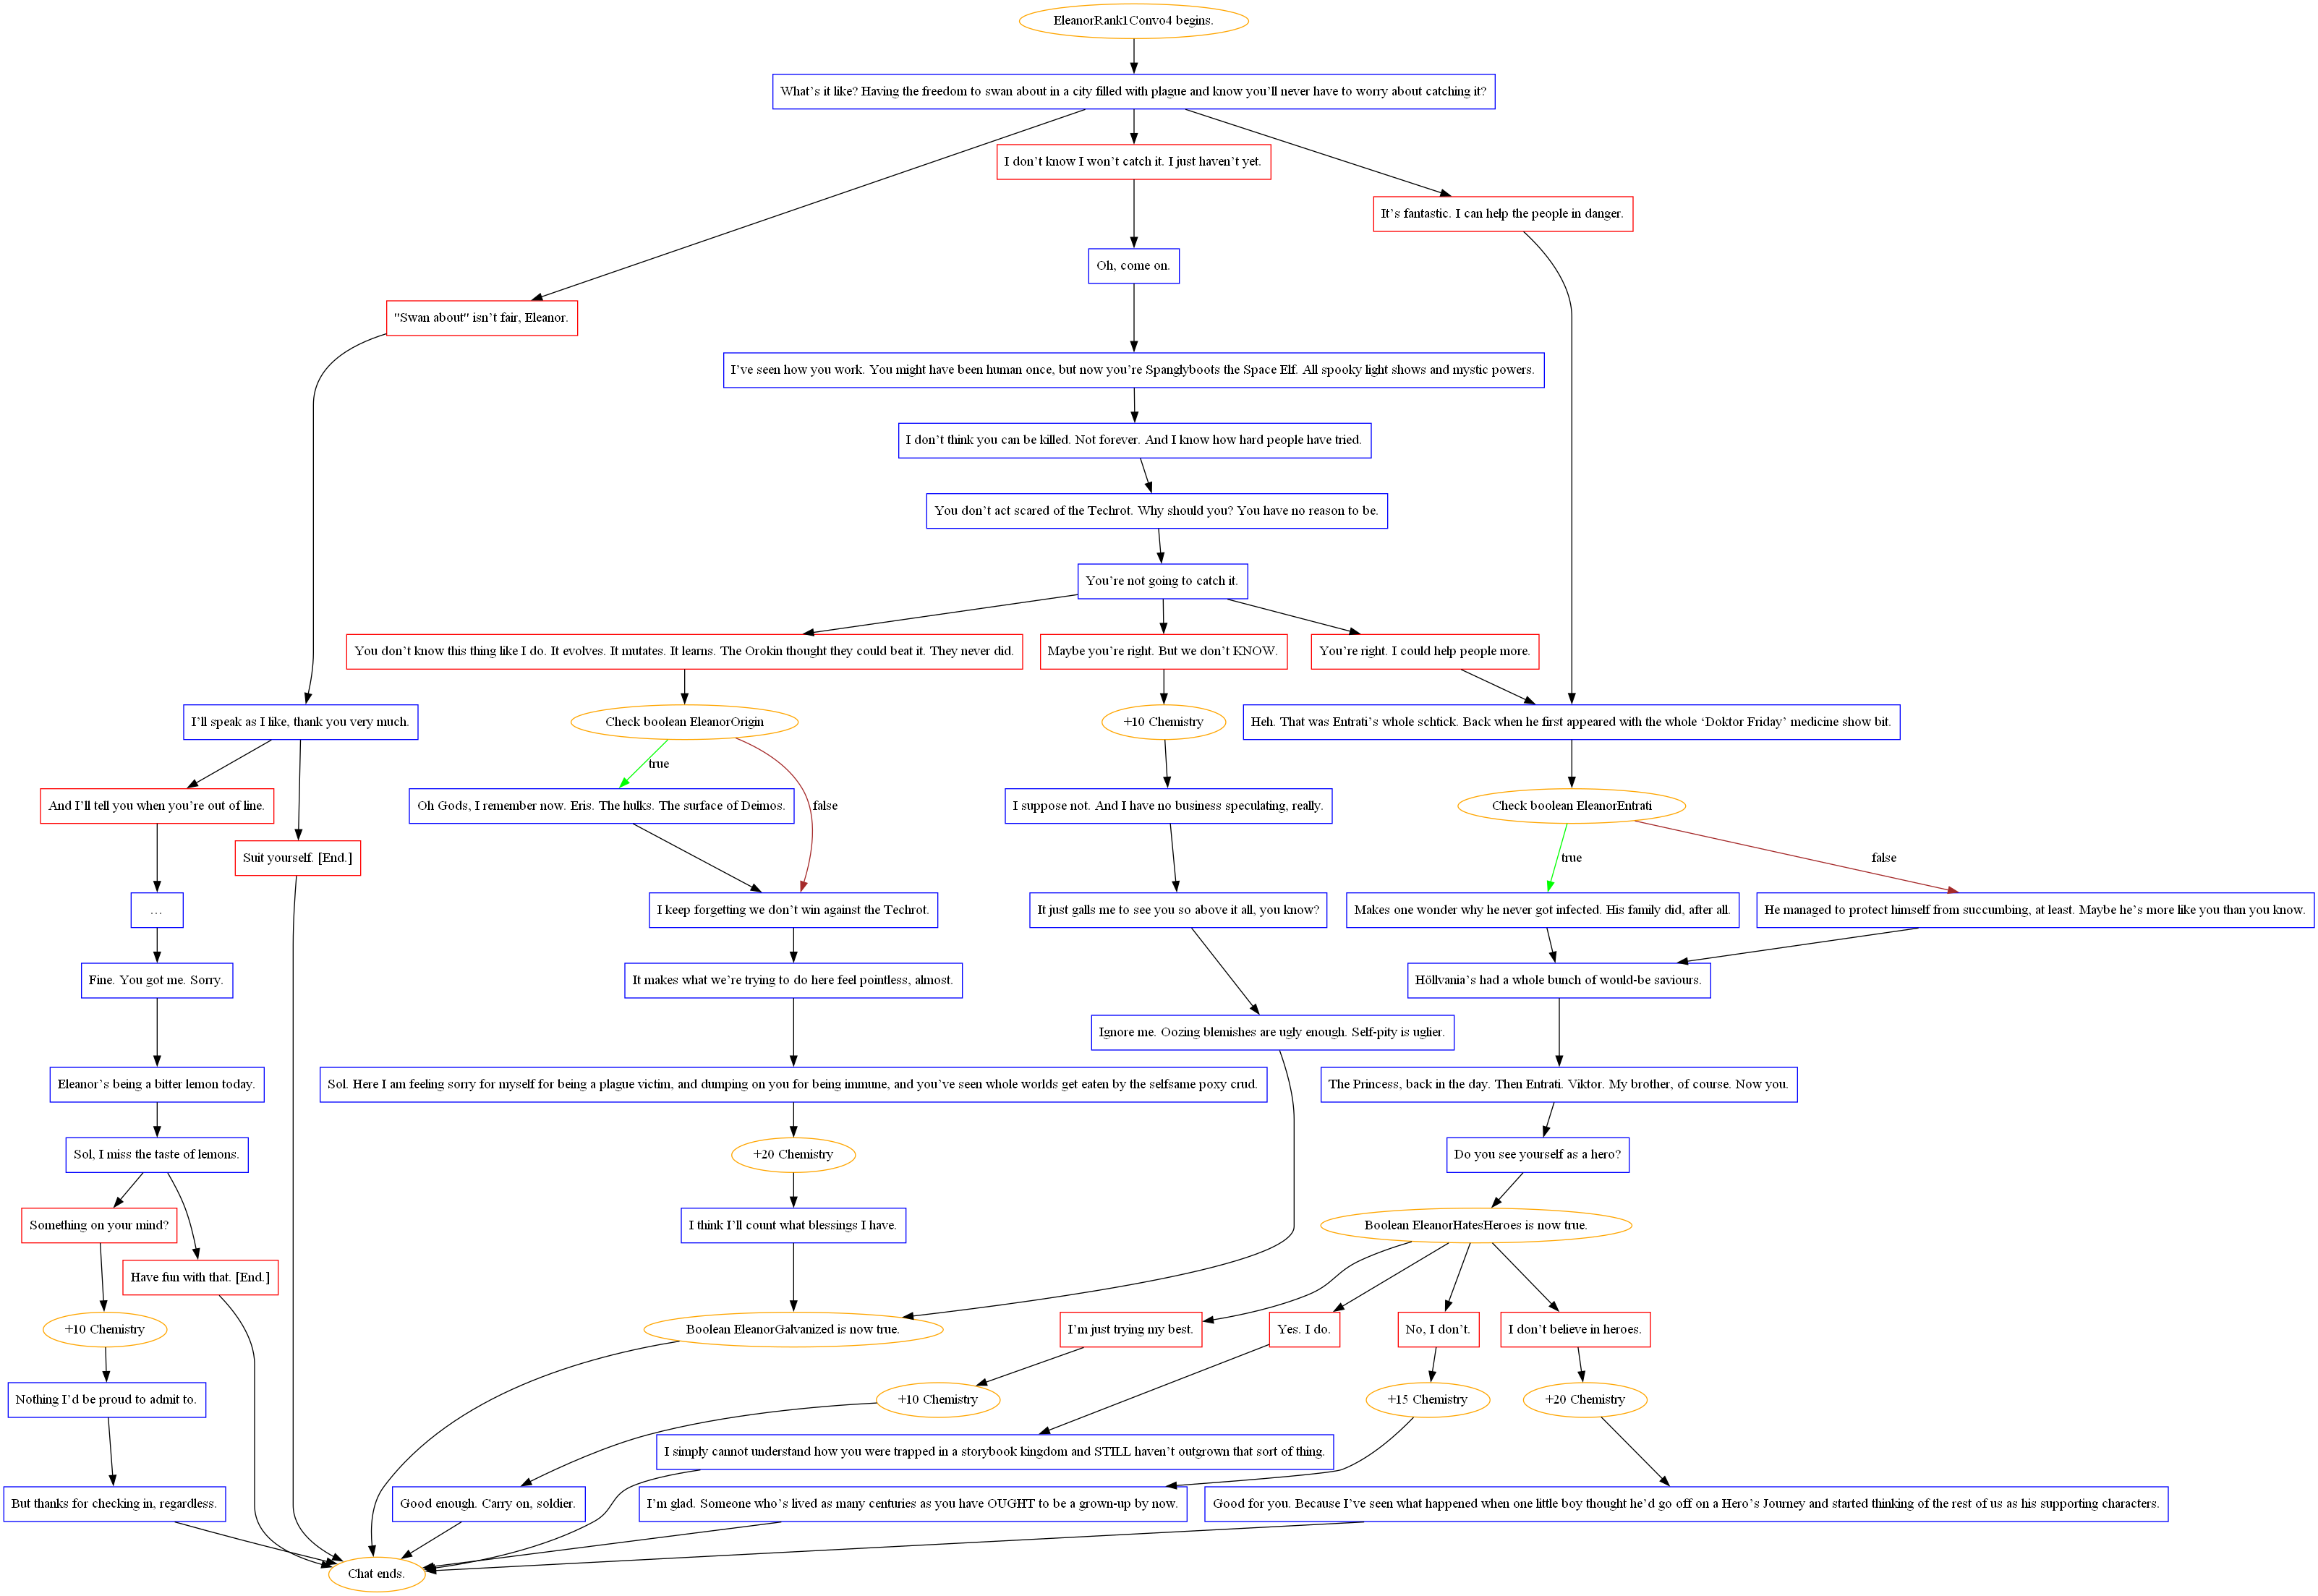 EleanorRank1Convo4 begins.
What’s it like? Having the freedom to swan about in a city filled with plague and know you’ll never have to worry about catching it?
I don’t know I won’t catch it. I just haven’t yet.
It’s fantastic. I can help the people in danger.
Oh, come on.
"Swan about" isn’t fair, Eleanor.
I’ve seen how you work. You might have been human once, but now you’re Spanglyboots the Space Elf. All spooky light shows and mystic powers.
I don’t think you can be killed. Not forever. And I know how hard people have tried.
You don’t act scared of the Techrot. Why should you? You have no reason to be.
You’re not going to catch it.
You don’t know this thing like I do. It evolves. It mutates. It learns. The Orokin thought they could beat it. They never did.
Maybe you’re right. But we don’t KNOW.
You’re right. I could help people more.
I’ll speak as I like, thank you very much.
Check boolean EleanorOrigin
+10 Chemistry
Heh. That was Entrati’s whole schtick. Back when he first appeared with the whole ‘Doktor Friday’ medicine show bit.
true
And I’ll tell you when you’re out of line.
Oh Gods, I remember now. Eris. The hulks. The surface of Deimos.
false
I suppose not. And I have no business speculating, really.
Check boolean EleanorEntrati
Suit yourself. [End.]
true
false
...
I keep forgetting we don’t win against the Techrot.
It just galls me to see you so above it all, you know?
Makes one wonder why he never got infected. His family did, after all.
He managed to protect himself from succumbing, at least. Maybe he’s more like you than you know.
Fine. You got me. Sorry.
It makes what we’re trying to do here feel pointless, almost.
Höllvania’s had a whole bunch of would-be saviours.
Ignore me. Oozing blemishes are ugly enough. Self-pity is uglier.
Eleanor’s being a bitter lemon today.
Sol. Here I am feeling sorry for myself for being a plague victim, and dumping on you for being immune, and you’ve seen whole worlds get eaten by the selfsame poxy crud.
The Princess, back in the day. Then Entrati. Viktor. My brother, of course. Now you.
Sol, I miss the taste of lemons.
+20 Chemistry
Do you see yourself as a hero?
Something on your mind?
I think I’ll count what blessings I have.
Boolean EleanorHatesHeroes is now true.
Have fun with that. [End.]
+10 Chemistry
Boolean EleanorGalvanized is now true.
I’m just trying my best.
Yes. I do.
No, I don’t.
I don’t believe in heroes.
Nothing I’d be proud to admit to.
+10 Chemistry
+15 Chemistry
+20 Chemistry
I simply cannot understand how you were trapped in a storybook kingdom and STILL haven’t outgrown that sort of thing.
But thanks for checking in, regardless.
Good enough. Carry on, soldier.
I’m glad. Someone who’s lived as many centuries as you have OUGHT to be a grown-up by now.
Good for you. Because I’ve seen what happened when one little boy thought he’d go off on a Hero’s Journey and started thinking of the rest of us as his supporting characters.
Chat ends.